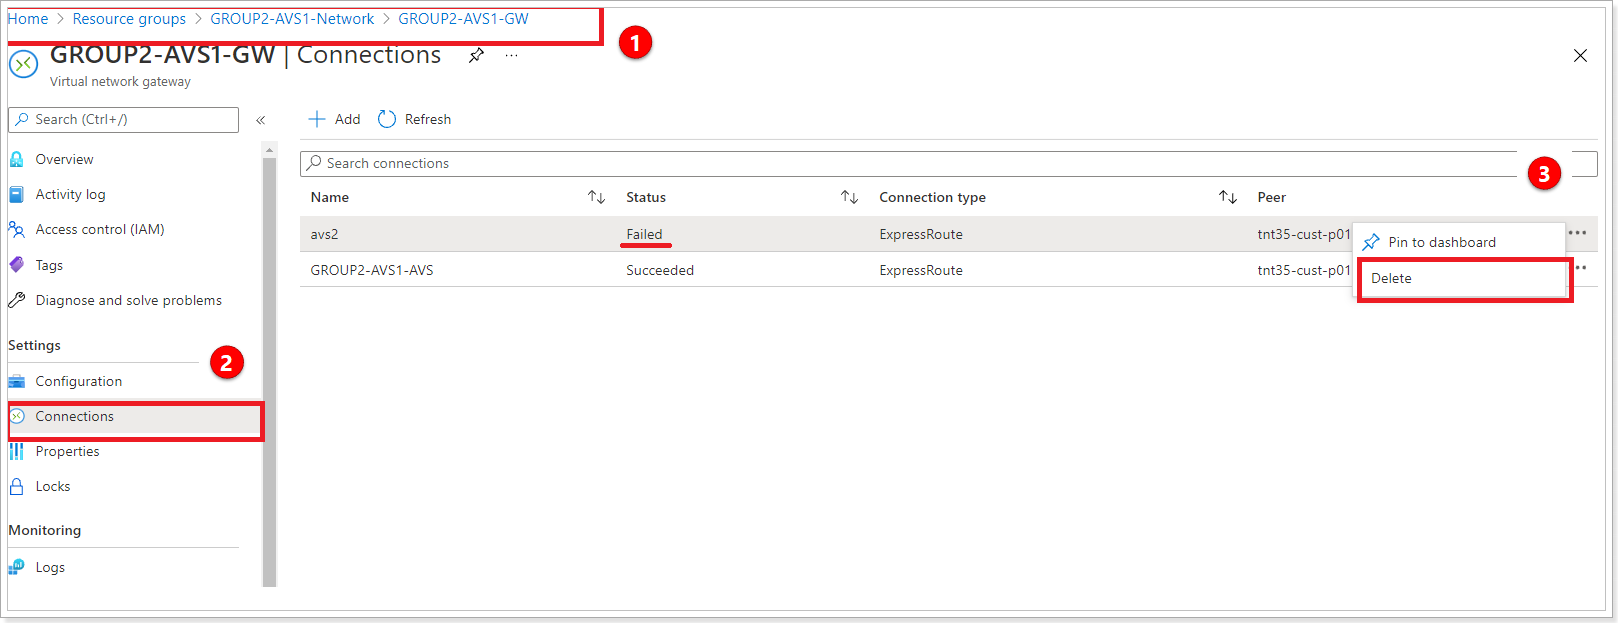 Home > Resource groups > GROUP2-AVS1-Network > GROUP2-AVS1-GW
1
GROUP2-AVS1-GW | Connections
Virtual network gateway
Search (Ctrl+/)
Add Refresh
Overview
Activity log
Access control (IAM)
Tags
Diagnose and solve problems
Settings
2
Configuration
Connections
Properties
Locks
Monitoring
Logs
Search connections
3
Name Status Connection type Peer
avs2 Failed ExpressRoute tnt35-cust-p01
GROUP2-AVS1-AVS Succeeded ExpressRoute tnt35-cust-p01
Pin to dashboard
Delete